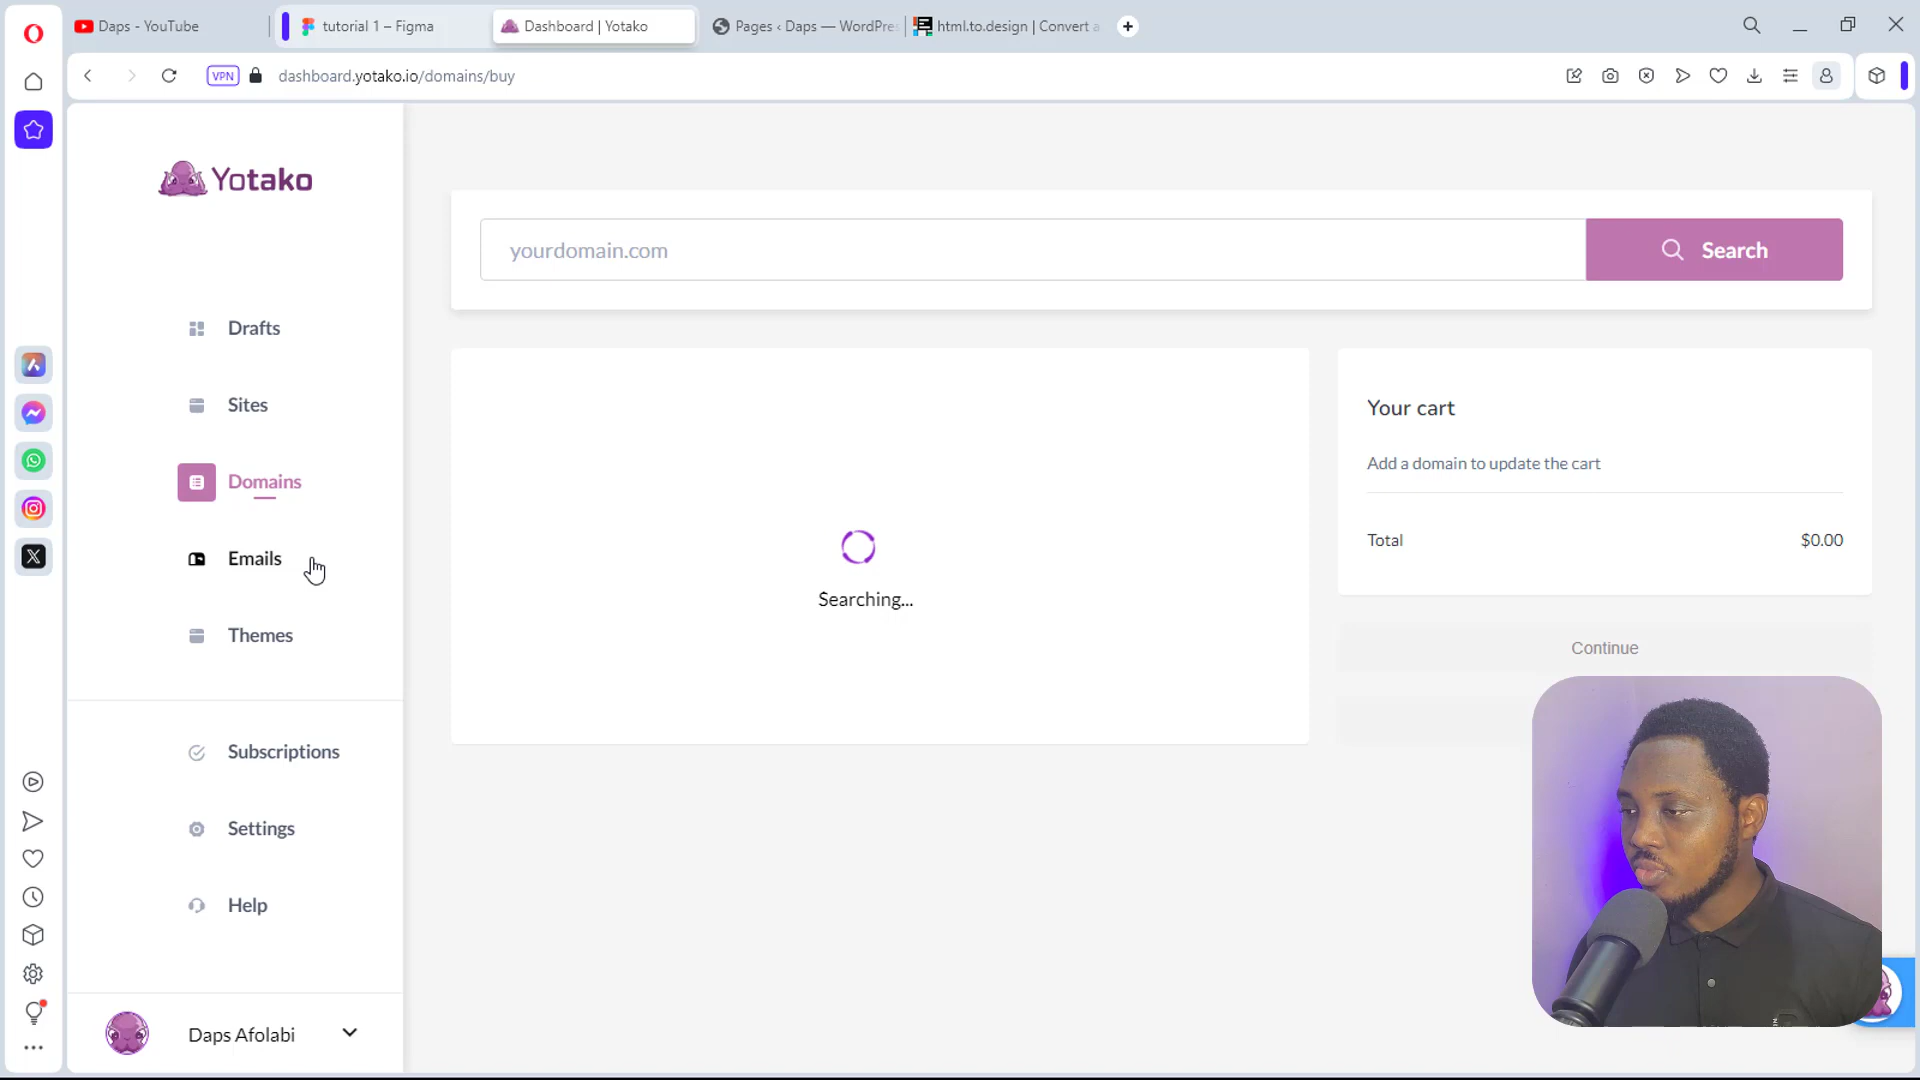 Daps - YouTube
tutorial 1 – Figma
Dashboard | Yotako
Pages ‹ Daps — WordPres
html.to.design | Convert a
VPN
dashboard.yotako.io/domains/buy
Yotako
yourdomain.com
Search
Drafts
Sites
Domains
Emails
Themes
Searching...
Your cart
Add a domain to update the cart
Total
$0.00
Continue
Subscriptions
Settings
Help
Daps Afolabi